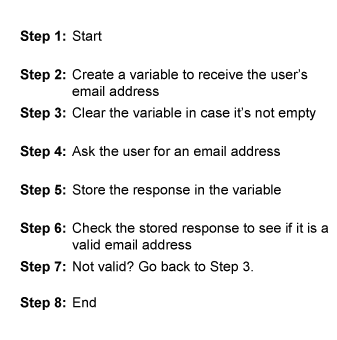 Step 1: Start
Step 2: Create a variable to receive the user's
email address
Step 3: Clear the variable in case it's not empty
Step 4: Ask the user for an email address
Step 5: Store the response in the variable
Step 6: Check the stored response to see if it is a
valid email address
Step 7: Not valid? Go back to Step 3.
Step 8: End